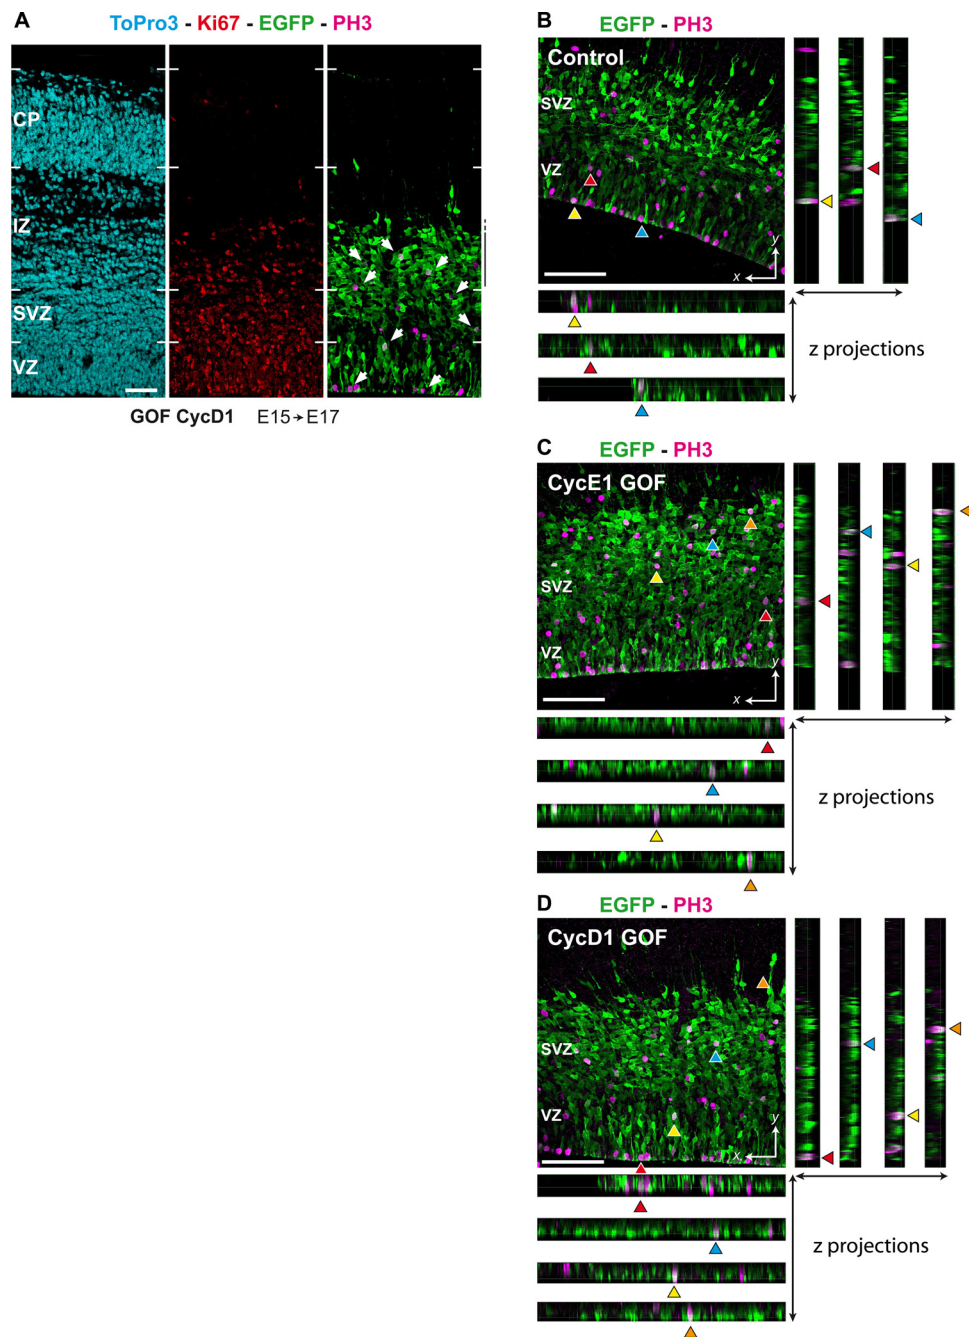 A
ToPro3 - Ki67 - EGFP - PH3
CP
IZ
SVZ
VZ
GOF CycD1 E15→E17
B
EGFP - PH3
Control
SVZ
VZ
y
x
z projections
C
EGFP - PH3
CycE1 GOF
SVZ
VZ
y
x
z projections
D
EGFP - PH3
CycD1 GOF
SVZ
VZ
y
x
z projections